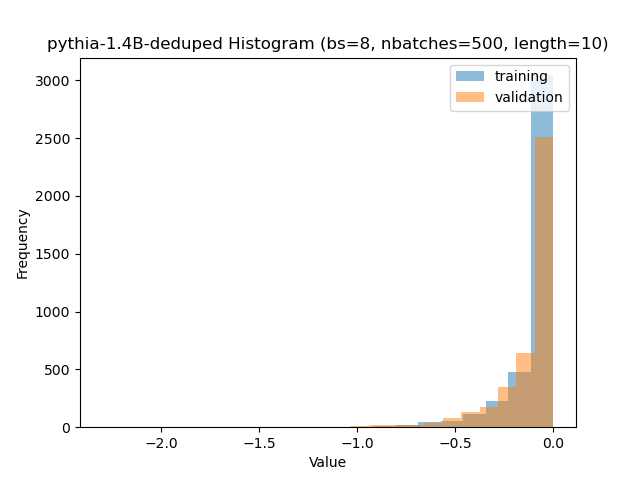 pythia-1.4B-deduped Histogram (bs=8, nbatches=500, length=10)
training
validation
3000
2500
2000
1500
1000
500
0
Frequency
−2.0
−1.5
−1.0
−0.5
0.0
Value